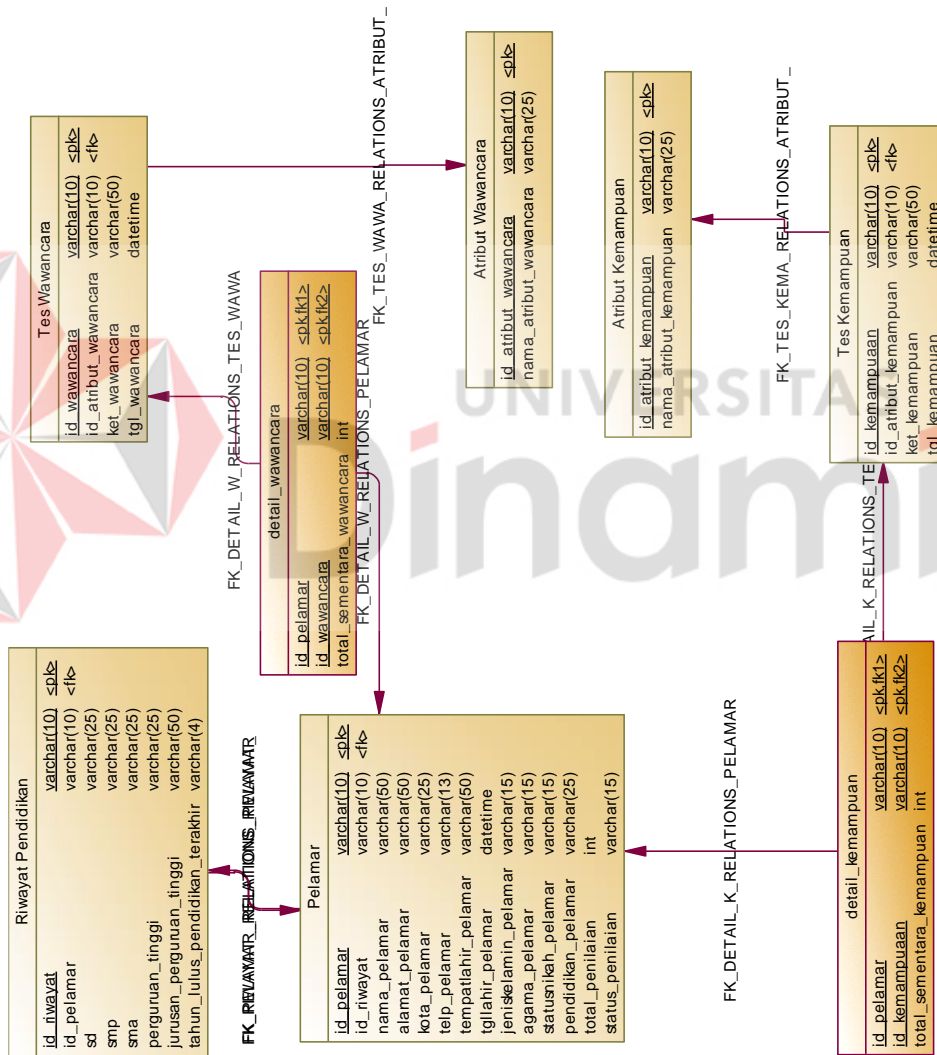 Riwayat Pendidikan
id_riwayat varchar(10) <pk>
id_pelamar varchar(10) <fk>
sd varchar(25)
smp varchar(25)
sma varchar(25)
perguruan_tinggi varchar(25)
jurusan_perguruan_tinggi varchar(50)
tahun_lulus_pendidikan_terakhir varchar(4)
Tes Wawancara
id_wawancara varchar(10) <pk>
id_atribut_wawancara varchar(10) <fk>
ket_wawancara varchar(50)
tgl_wawancara datetime
FK_DETAIL_W_RELATIONS_TES_WAWA
detail_wawancara
id_pelamar varchar(10) <pk,fk1>
id_wawancara varchar(10) <pk,fk2>
total_sementara_wawancara int
FK_DETAIL_W_RELATIONS_PELAMAR
FK_TES_WAWA_RELATIONS_ATRIBUT_
Pelamar
id_pelamar varchar(10) <pk>
id_riwayat varchar(10) <fk>
nama_pelamar varchar(50)
alamat_pelamar varchar(50)
kota_pelamar varchar(25)
telp_pelamar varchar(13)
tempatlahir_pelamar varchar(50)
tgllahir_pelamar datetime
jeniskelamin_pelamar varchar(15)
agama_pelamar varchar(15)
statusnikah_pelamar varchar(15)
pendidikan_pelamar varchar(25)
total_penilaian int
status_penilaian varchar(15)
Atribut Wawancara
id_atribut_wawancara varchar(10) <pk>
nama_atribut_wawancara varchar(25)
Atribut Kemampuan
id_atribut_kemampuan varchar(10) <pk>
nama_atribut_kemampuan varchar(25)
FK_DETAIL_K_RELATIONS_PELAMAR
FK_TES_KEMA_RELATIONS_ATRIBUT_
detail_kemampuan
id_pelamar varchar(10) <pk,fk1>
id_kemampuaan varchar(10) <pk,fk2>
total_sementara_kemampuan int
AIL_K_RELATIONS_TE
Tes Kemampuan
id_kemampuaan varchar(10) <pk>
id_atribut_kemampuan varchar(10) <fk>
ket_kemampuan varchar(50)
tgl_kemampuan datetime
UNIVERSITAS
Dinam